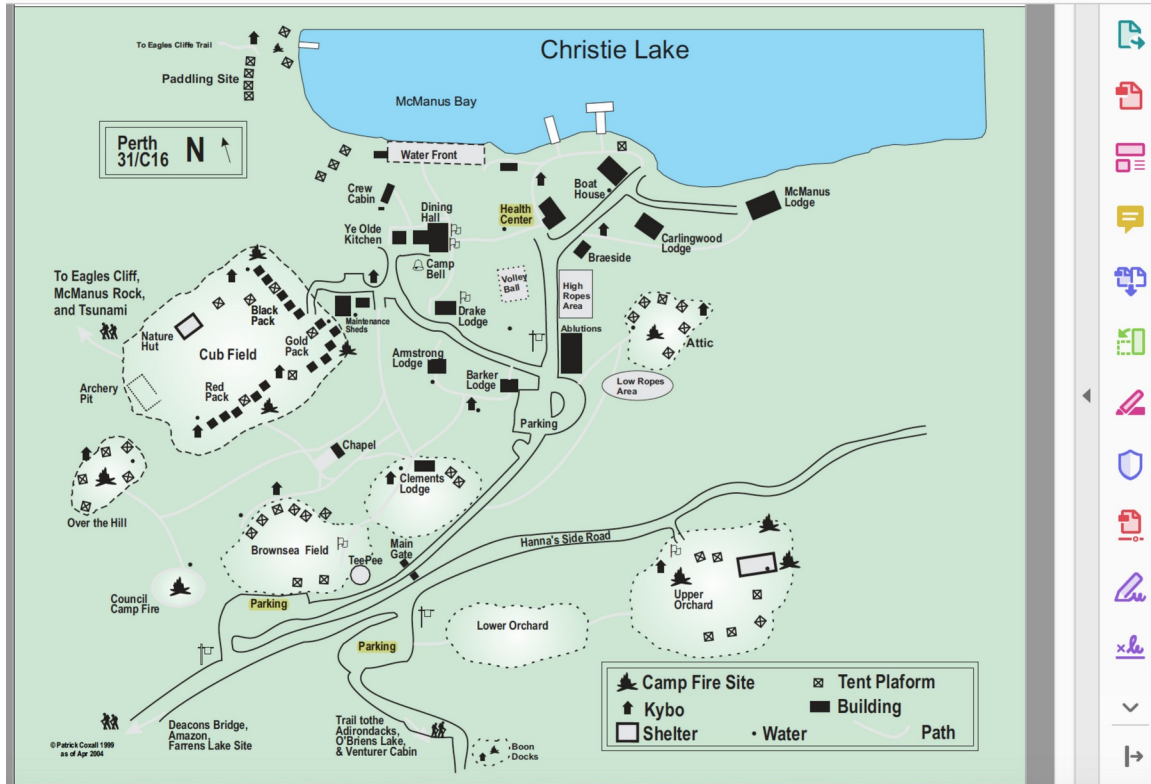 Christie Lake
To Eagles Cliffe Trail
Paddling Site
McManus Bay
Perth
31/C16
N
Water Front
Crew
Cabin
Boat
House
McManus
Lodge
Health
Center
Dining
Hall
Ye Olde
Kitchen
Carlingwood
Lodge
Braeside
Camp
Bell
To Eagles Cliff,
McManus Rock,
and Tsunami
Volley
Ball
High
Ropes
Area
Black
Pack
Drake
Lodge
Maintenance
Sheds
Nature
Hut
Gold
Pack
Cub Field
Ablutions
Attic
Armstrong
Lodge
Barker
Lodge
Low Ropes
Area
Archery
Pit
Red
Pack
Parking
Chapel
Clements
Lodge
Over the Hill
Hanna's Side Road
Main
Gate
Brownsea Field
TeePee
Council
Camp Fire
Parking
Upper
Orchard
Lower Orchard
Parking
Camp Fire Site
Tent Plaform
Kybo
Building
Shelter
Water
Path
Deacons Bridge,
Amazon,
Farrens Lake Site
Trail tothe
Adirondacks,
O'Briens Lake,
& Venturer Cabin
Boon
Docks
© Patrick Coxall 1999
as of Apr 2004